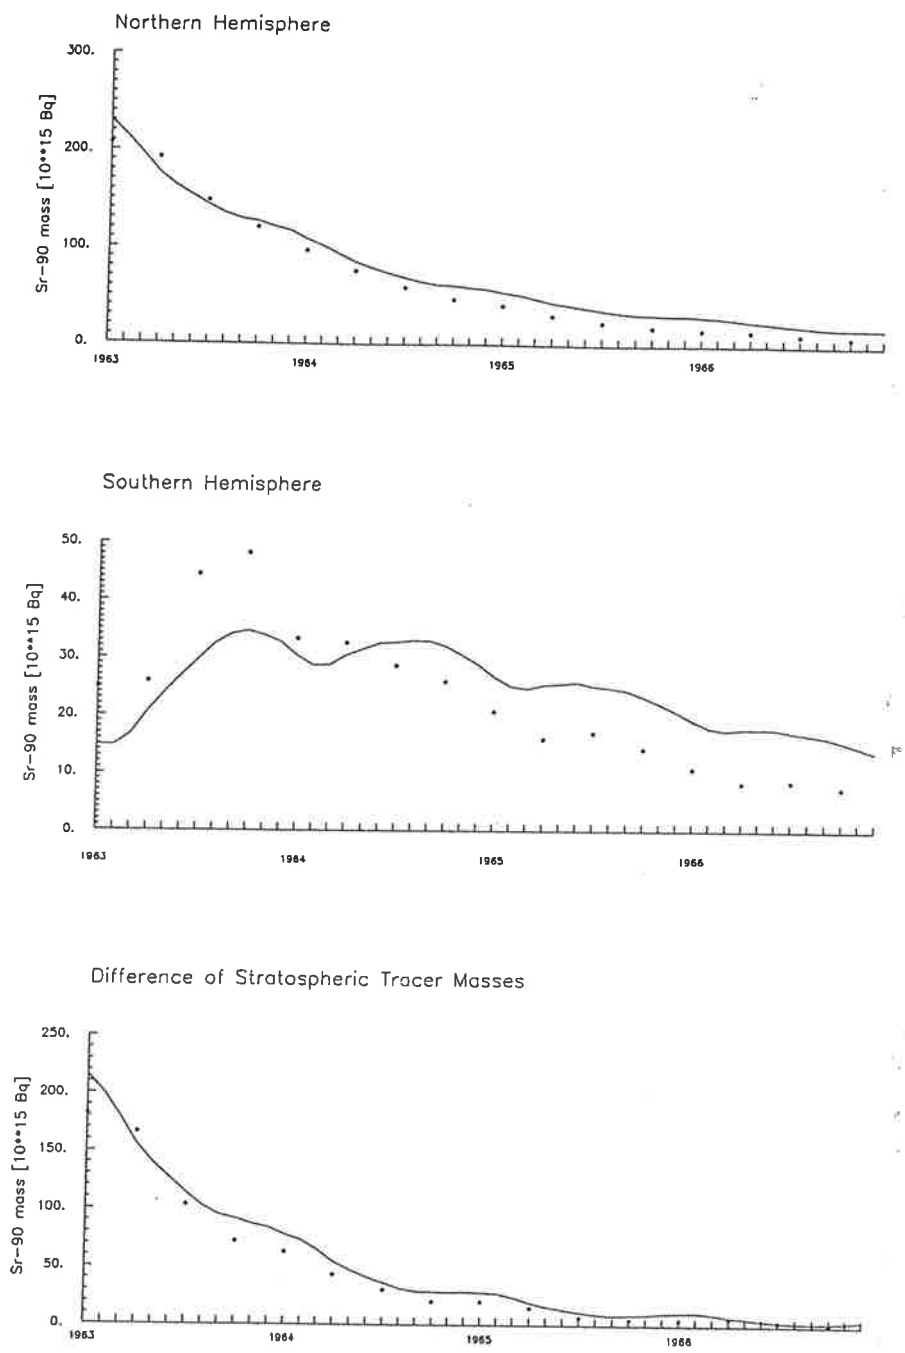 Northern Hemisphere
300.
200.
100.
0.
Sr-90 mass [10**15 Bq]
1963 1964 1965 1966
Southern Hemisphere
50.
40.
30.
20.
10.
0.
Sr-90 mass [10**15 Bq]
1963 1964 1965 1966
Difference of Stratospheric Tracer Masses
250.
200.
150.
100.
50.
0.
Sr-90 mass [10**15 Bq]
1963 1964 1965 1966